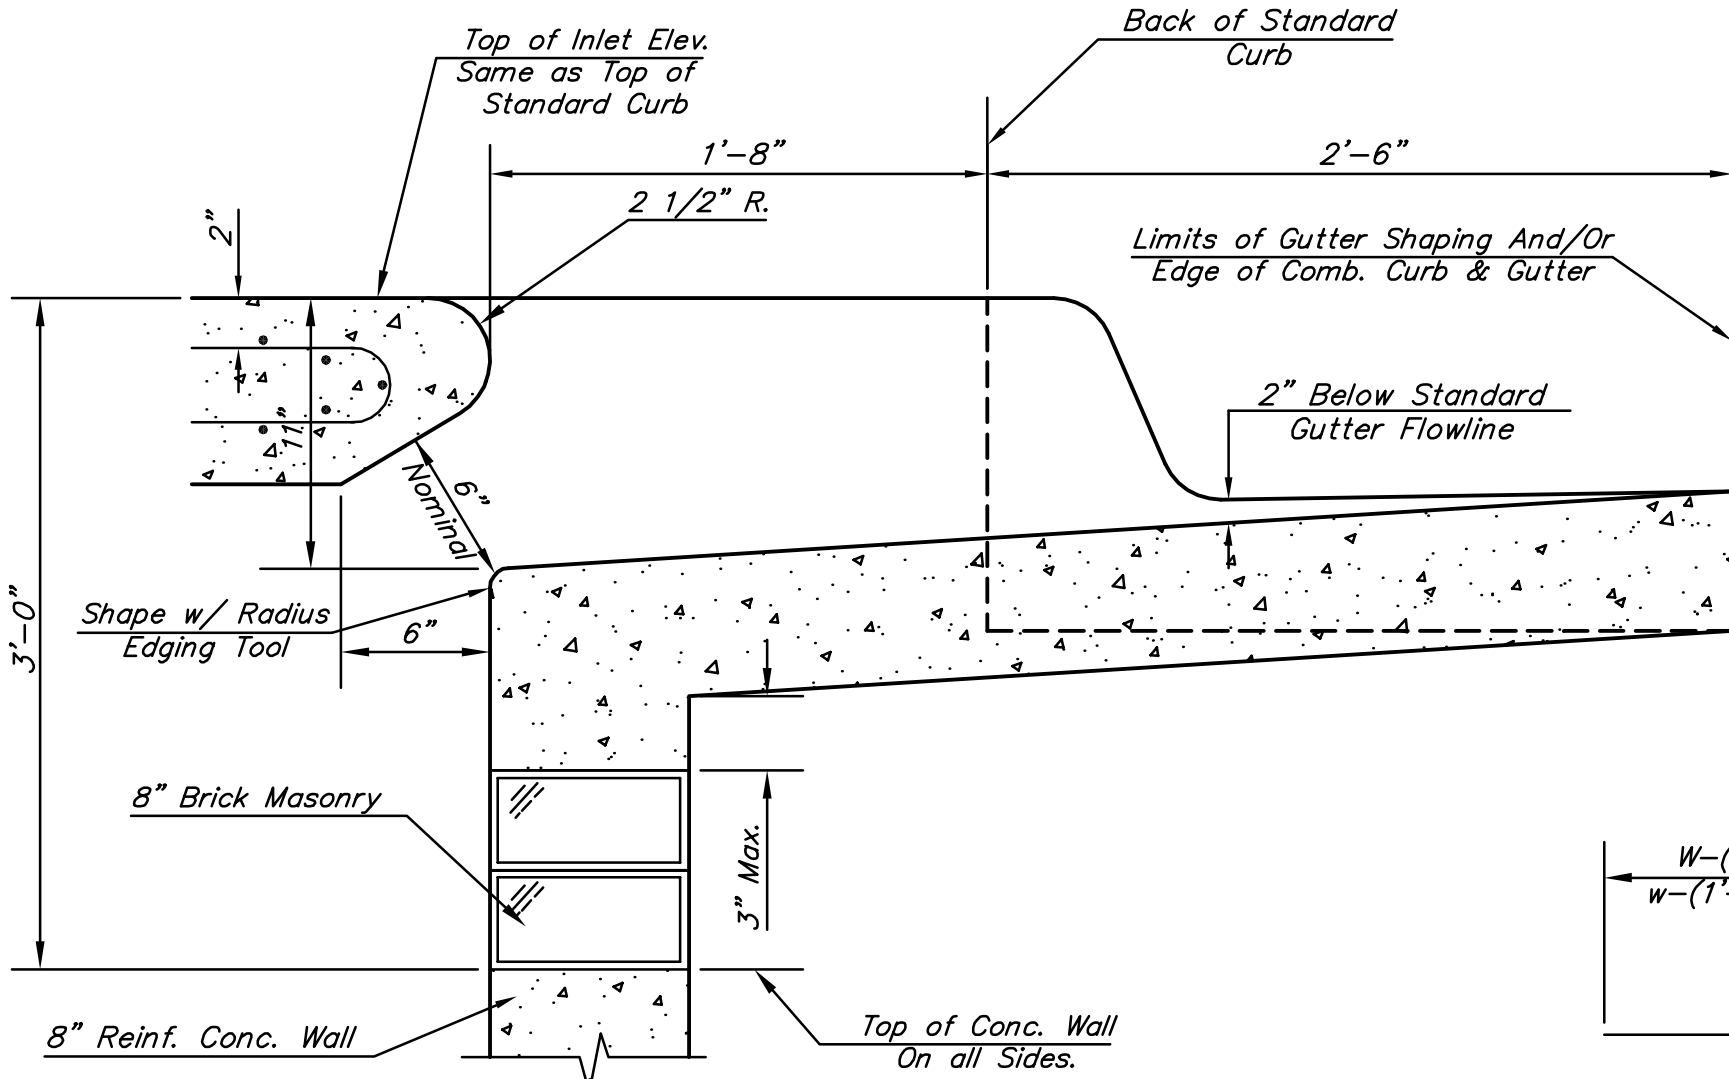 Top of Inlet Elev.
Same as Top of
Standard Curb
Back of Standard
Curb
1'-8"
2'-6"
2 1/2" R.
2"
Limits of Gutter Shaping And/Or
Edge of Comb. Curb & Gutter
2" Below Standard
Gutter Flowline
11"
6"
Nominal
3'-0"
Shape w/ Radius
Edging Tool
6"
8" Brick Masonry
3" Max.
W-(
w-(1'-
8" Reinf. Conc. Wall
Top of Conc. Wall
On all Sides.